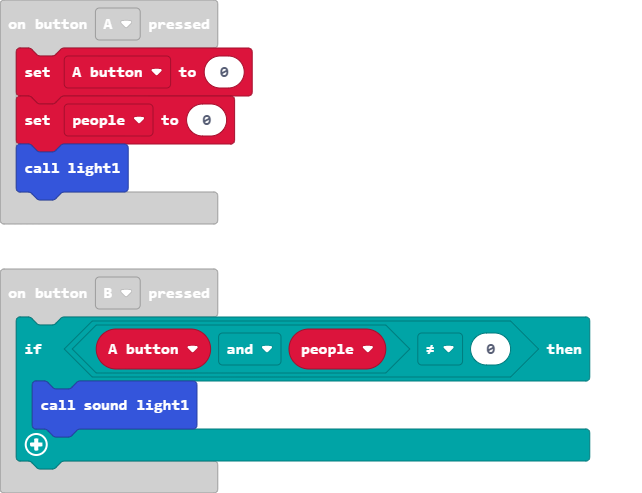 on button A pressed
set A button to 0
set people to 0
call light1
on button B pressed
if A button and people ≠ 0 then
call sound light1